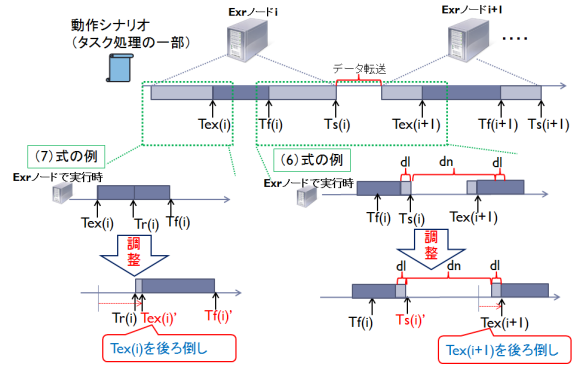 動作シナリオ
(タスク処理の一部)
Exrノードi
Exrノードi+1
····
データ転送
Tex(i)
Tf(i)
Ts(i)
Tex(i+1)
Tf(i+1)
Ts(i+1)
(7)式の例
(6)式の例
Exrノードで実行時
Exrノードで実行時
dl
dn
dl
Tex(i)
Tr(i)
Tf(i)
Tf(i)
Ts(i)
Tex(i+1)
調整
調整
dl
dn
dl
Tr(i)
Tex(i)'
Tf(i)'
Tf(i)
Ts(i)'
Tex(i+1)
Tex(i)を後ろ倒し
Tex(i+1)を後ろ倒し